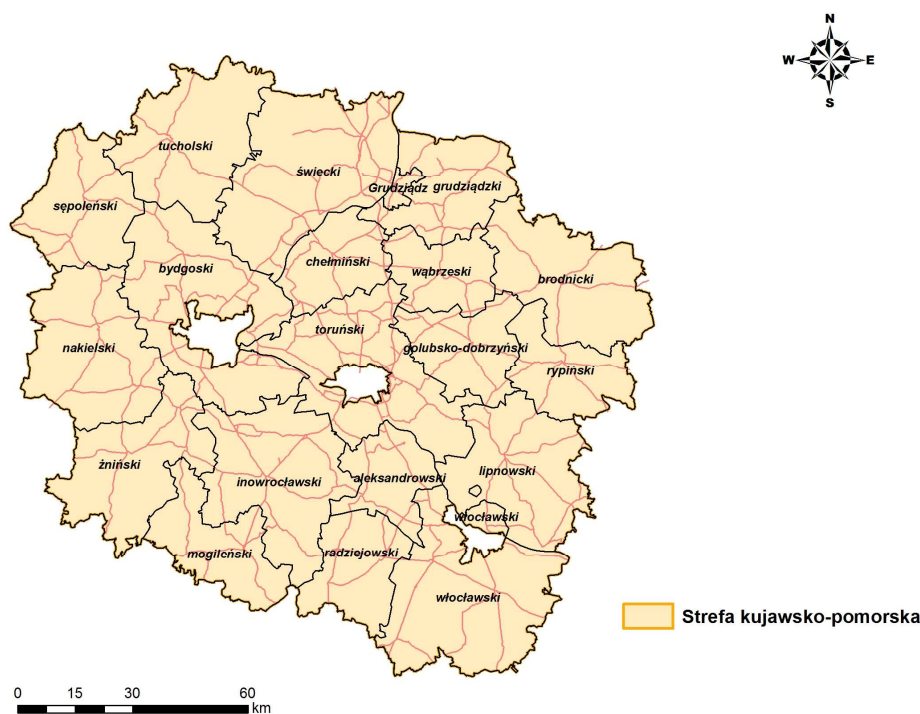 N
W E
S
tucholski
świecki
Grudziądz grudziądzki
sępoleński
bydgoski
chełmiński
wąbrzeski
brodnicki
toruński
nakielski
golubsko-dobrzyński
rypiński
żniński
inowrocławski
aleksandrowski
lipnowski
włocławski
mogileński
radziejowski
włocławski
Strefa kujawsko-pomorska
0 15 30 60
km